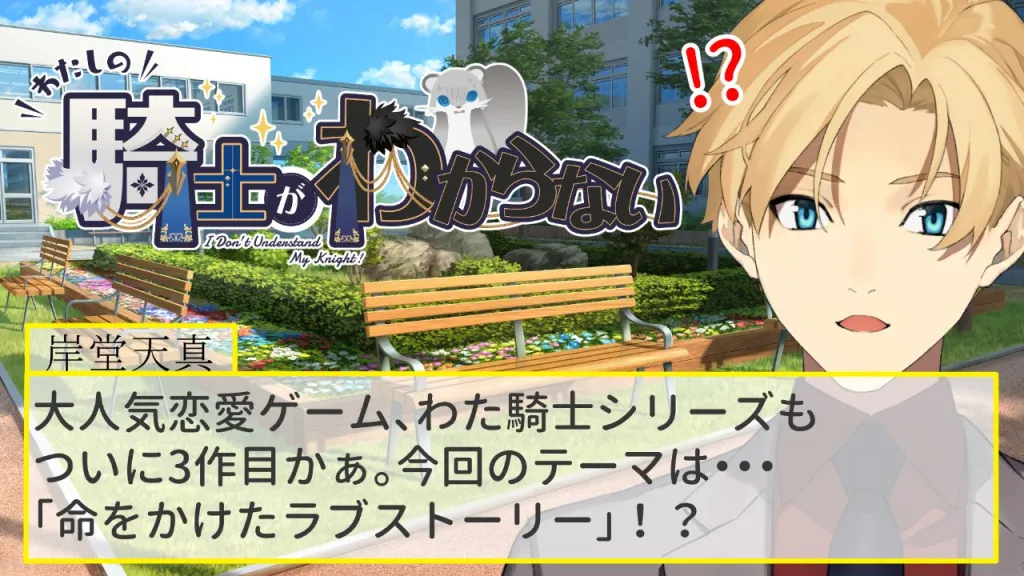 わたしの
騎士がわからない
I Don't Understand
My Knight!
!?
岸堂天真
大人気恋愛ゲーム、わた騎士シリーズも
ついに3作目かぁ。今回のテーマは・・・
「命をかけたラブストーリー」！？